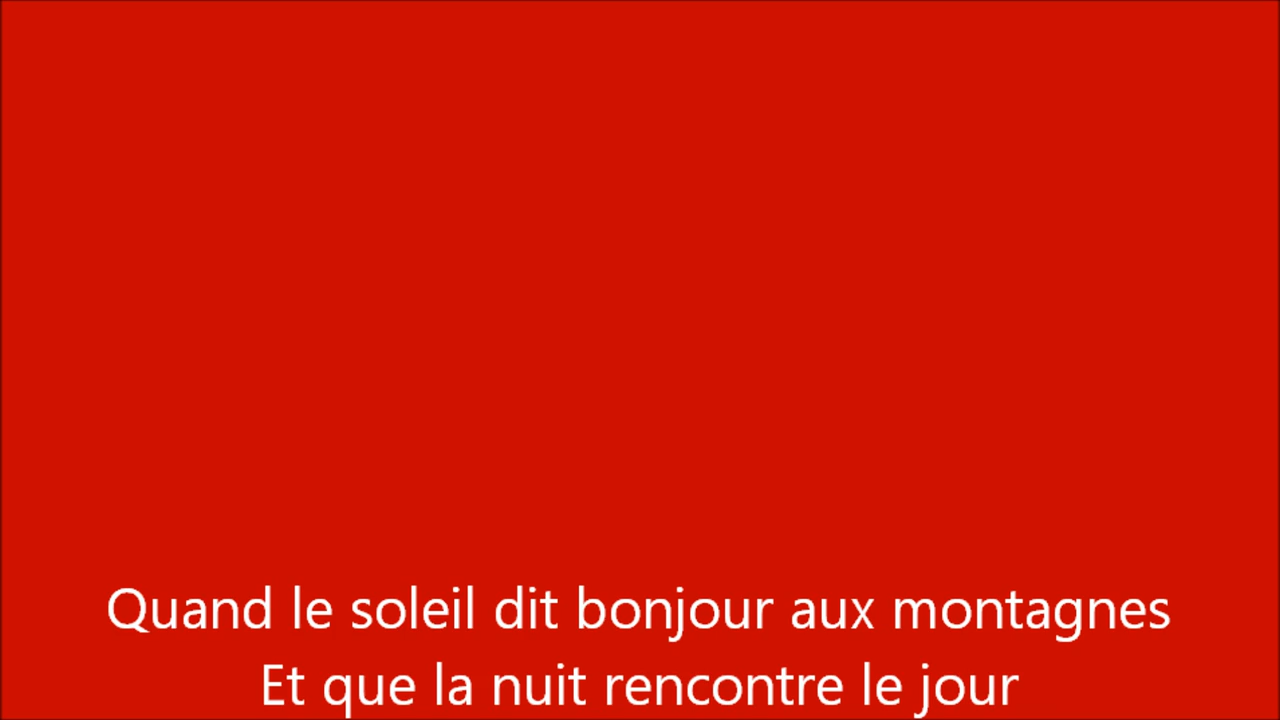 Quand le soleil dit bonjour aux montagnes
Et que la nuit rencontre le jour